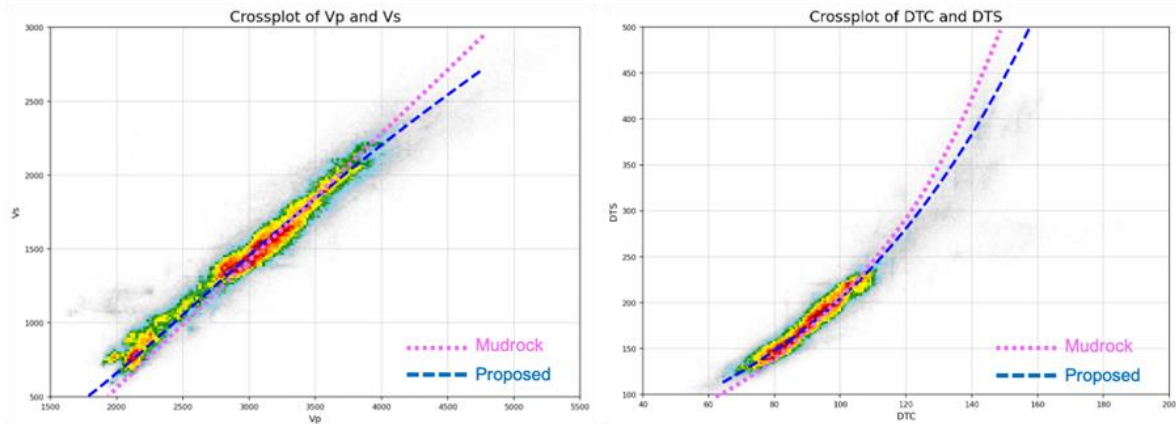 Crossplot of Vp and Vs
3000
2500
2000
1500
1000
500
Vs
1500 2000 2500 3000 3500 4000 4500 5000 5500
Vp
Mudrock
Proposed
Crossplot of DTC and DTS
500
450
400
350
300
250
200
150
100
DTS
40 60 80 100 120 140 160 180 200
DTC
Mudrock
Proposed